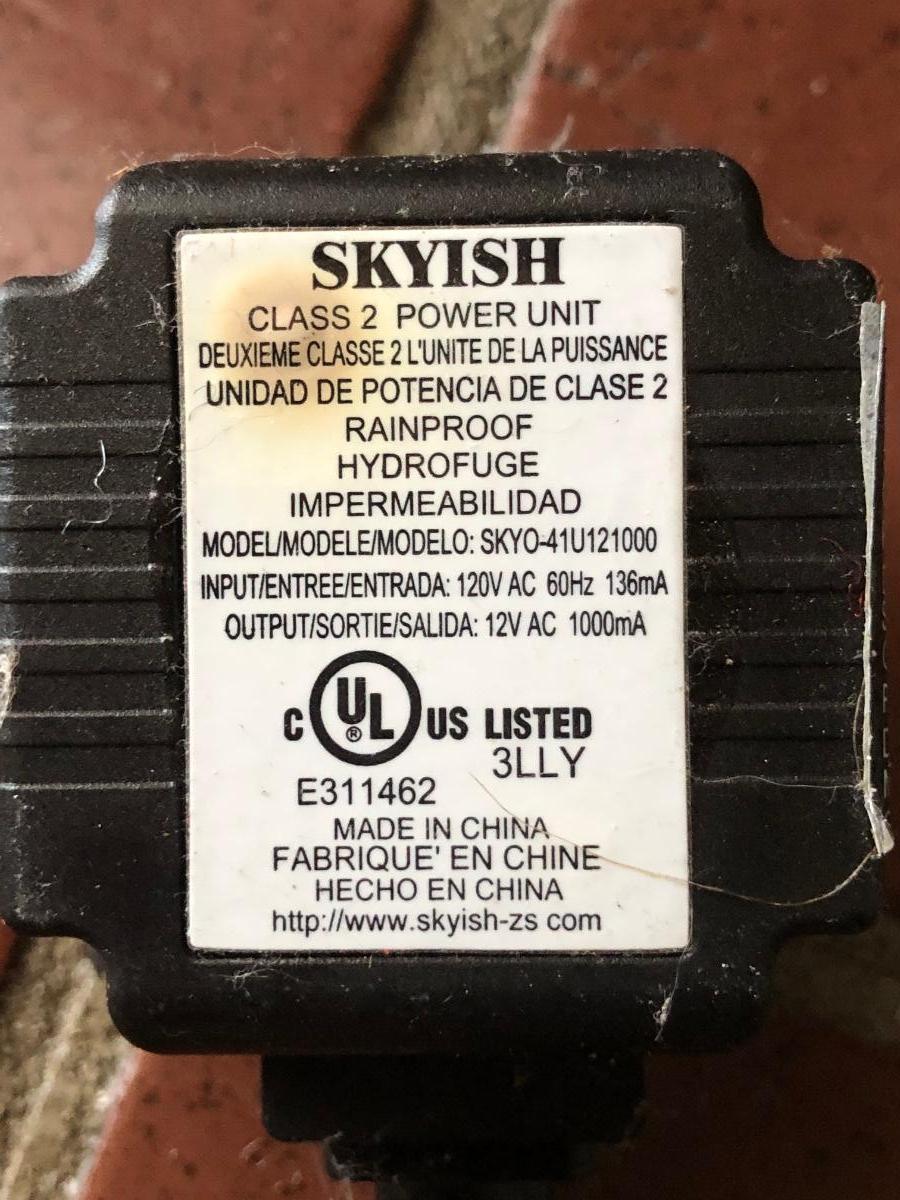 SKYISH
CLASS 2 POWER UNIT
DEUXIEME CLASSE 2 L'UNITE DE LA PUISSANCE
UNIDAD DE POTENCIA DE CLASE 2
RAINPROOF
HYDROFUGE
IMPERMEABILIDAD
MODEL/MODELE/MODELO: SKYO-41U121000
INPUT/ENTREE/ENTRADA: 120V AC 60Hz 136mA
OUTPUT/SORTIE/SALIDA: 12V AC 1000mA
C UL ® US LISTED
3LLY
E311462
MADE IN CHINA
FABRIQUE' EN CHINE
HECHO EN CHINA
http://www.skyish-zs com